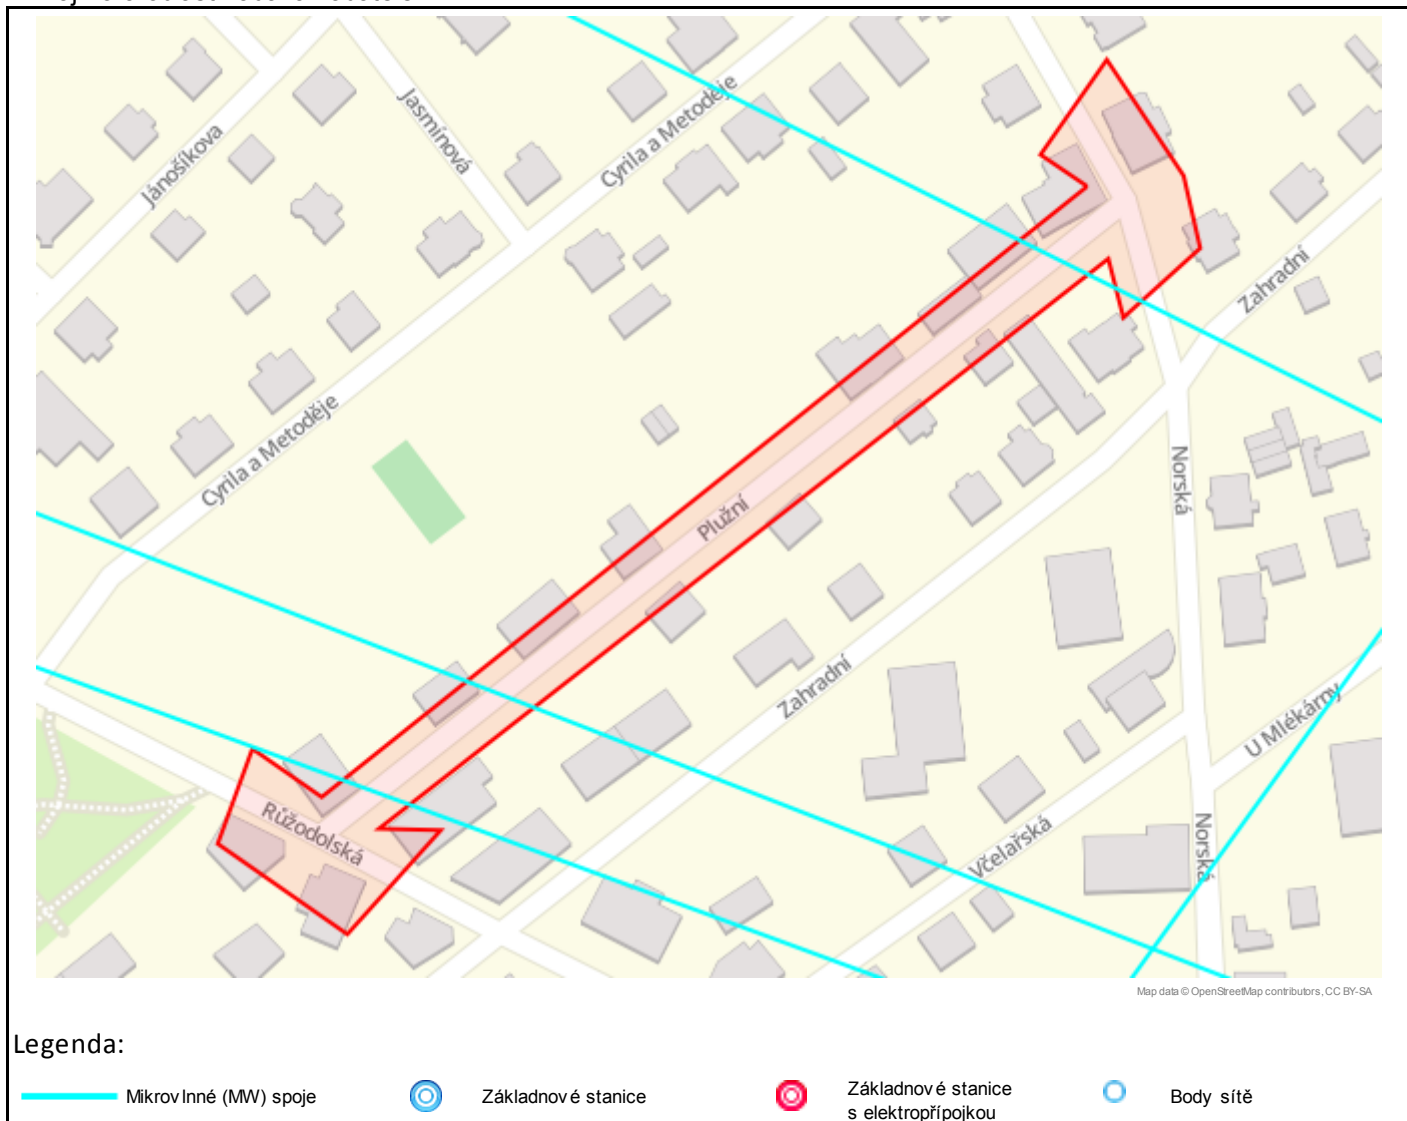 Jánošíkova
Jasmínová
Cyrila a Metoděje
Cyrila a Metoděje
Zahradní
Plužní
Norská
Zahradní
U Mlékárny
Růžodolská
Včelařská
Norská
Map data © OpenStreetMap contributors, CC BY-SA
Legenda:
Mikrovlnné (MW) spoje
Základnové stanice
Základnové stanice
s elektropřípojkou
Body sítě